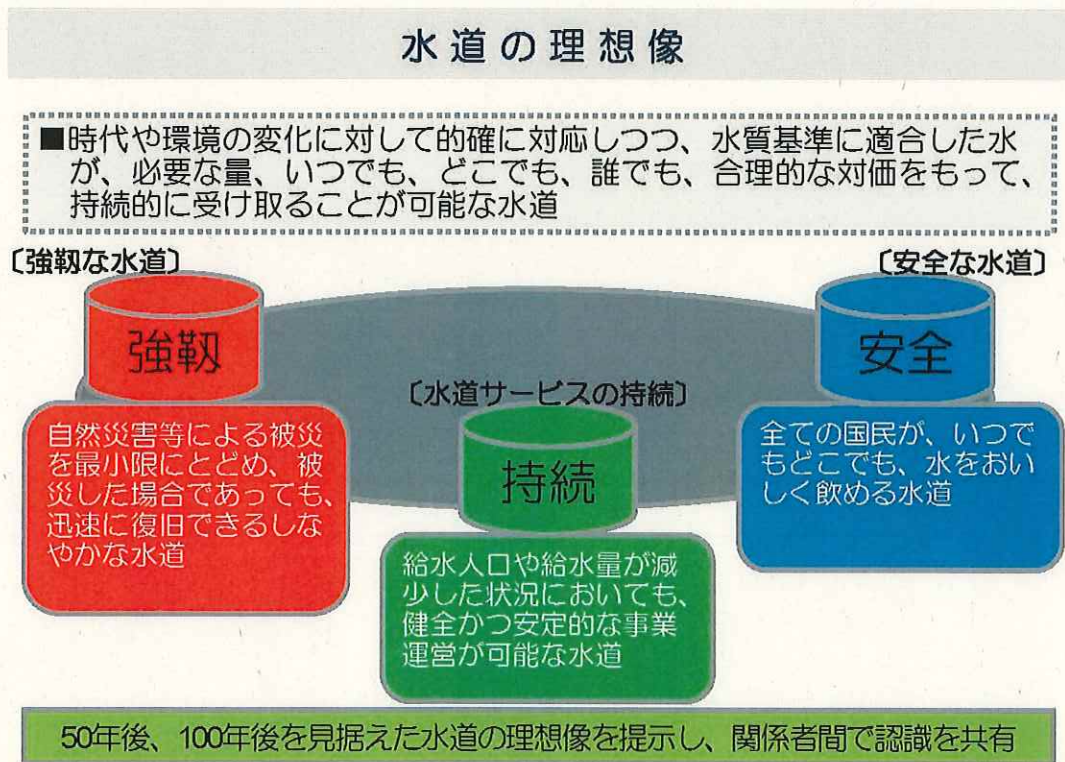 水道の理想像
■時代や環境の変化に対して的確に対応しつつ、水質基準に適合した水
が、必要な量、いつでも、どこでも、誰でも、合理的な対価をもって、
持続的に受け取ることが可能な水道
〔強靱な水道〕
〔安全な水道〕
強靱
安全
〔水道サービスの持続〕
持続
自然災害等による被災
を最小限にとどめ、被
災した場合であっても、
迅速に復旧できるしな
やかな水道
全ての国民が、いつで
もどこでも、水をおい
しく飲める水道
給水人口や給水量が減
少した状況においても、
健全かつ安定的な事業
運営が可能な水道
50年後、100年後を見据えた水道の理想像を提示し、関係者間で認識を共有